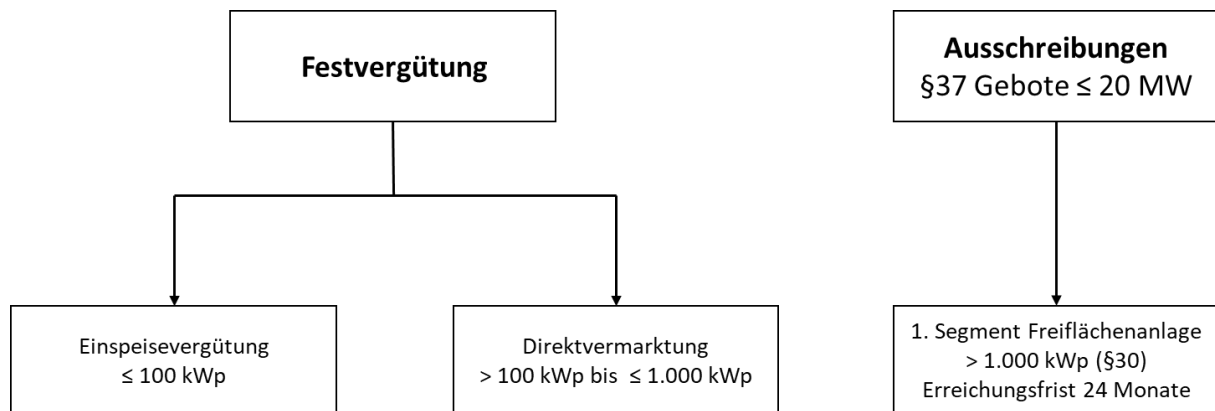 Festvergütung
Ausschreibungen
§37 Gebote ≤ 20 MW
Einspeisevergütung
≤ 100 kWp
Direktvermarktung
> 100 kWp bis ≤ 1.000 kWp
1. Segment Freiflächenanlage
> 1.000 kWp (§30)
Erreichungsfrist 24 Monate